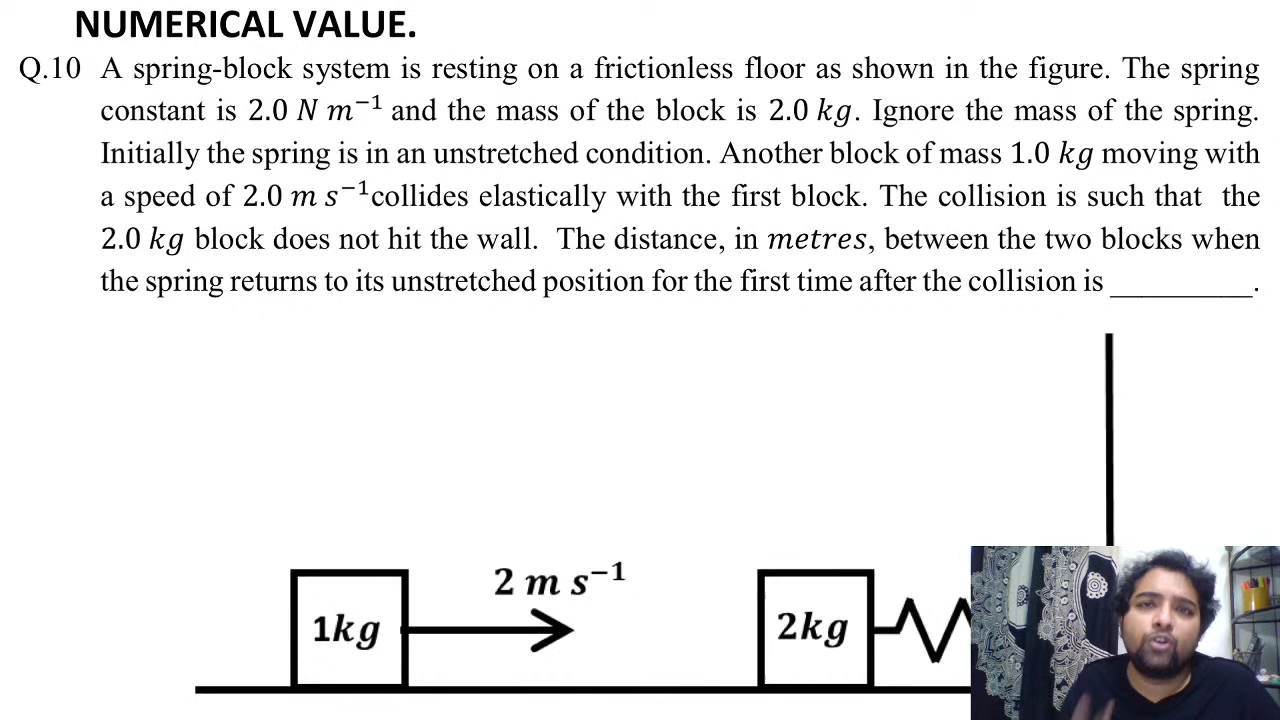 NUMERICAL VALUE.
Q.10 A spring-block system is resting on a frictionless floor as shown in the figure. The spring
constant is 2.0 N m⁻¹ and the mass of the block is 2.0 kg. Ignore the mass of the spring.
Initially the spring is in an unstretched condition. Another block of mass 1.0 kg moving with
a speed of 2.0 m s⁻¹collides elastically with the first block. The collision is such that the
2.0 kg block does not hit the wall. The distance, in metres, between the two blocks when
the spring returns to its unstretched position for the first time after the collision is _________.
2 m s⁻¹
1kg
2kg